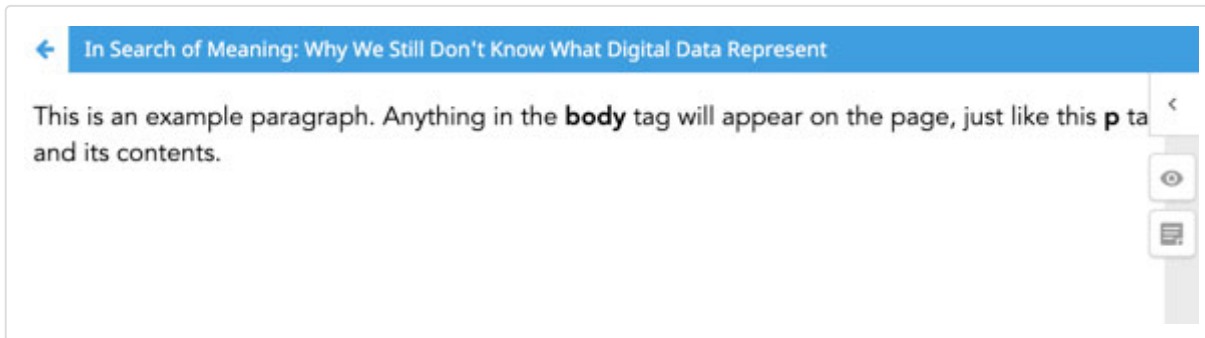 In Search of Meaning: Why We Still Don't Know What Digital Data Represent
This is an example paragraph. Anything in the body tag will appear on the page, just like this p ta
and its contents.